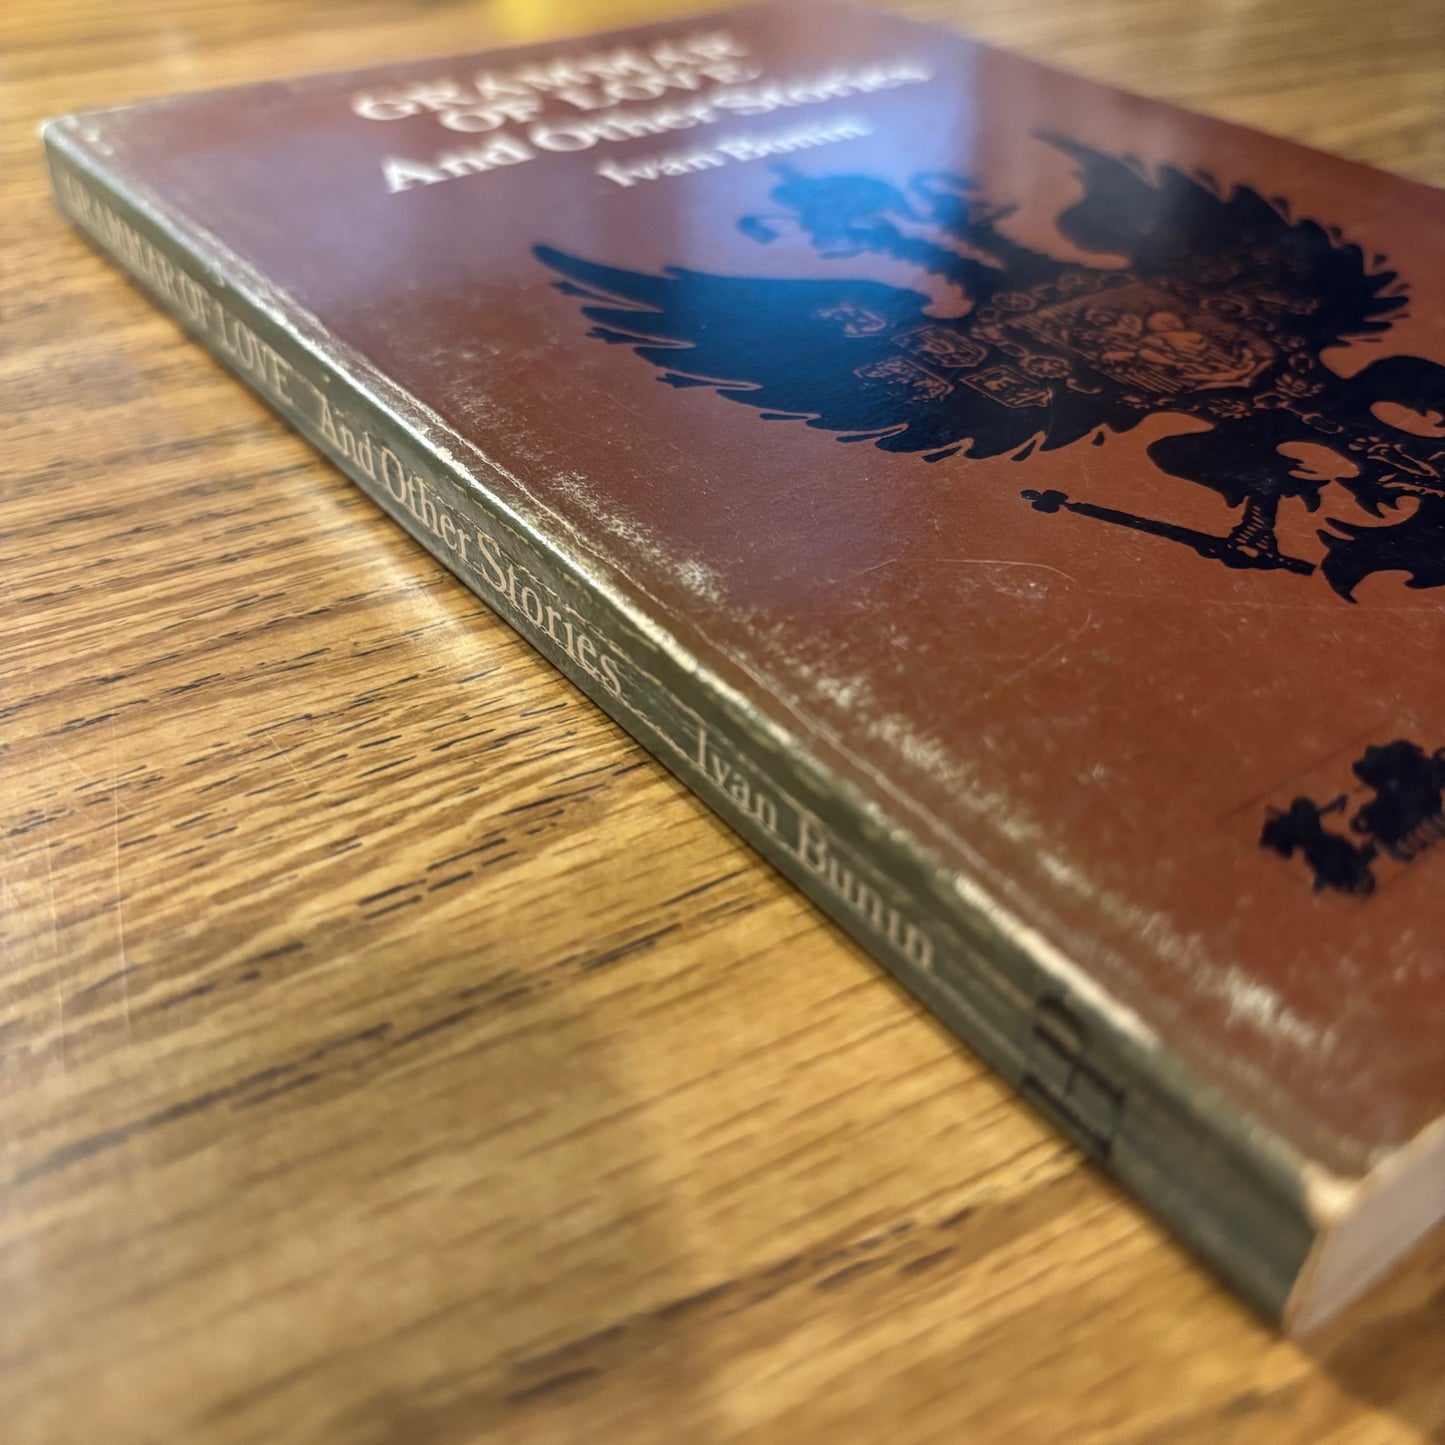 GRAMMAR
OF LOVE
And Other Stories
Ivan Bunin
GRAMMAR OF LOVE And Other Stories Ivan Bunin